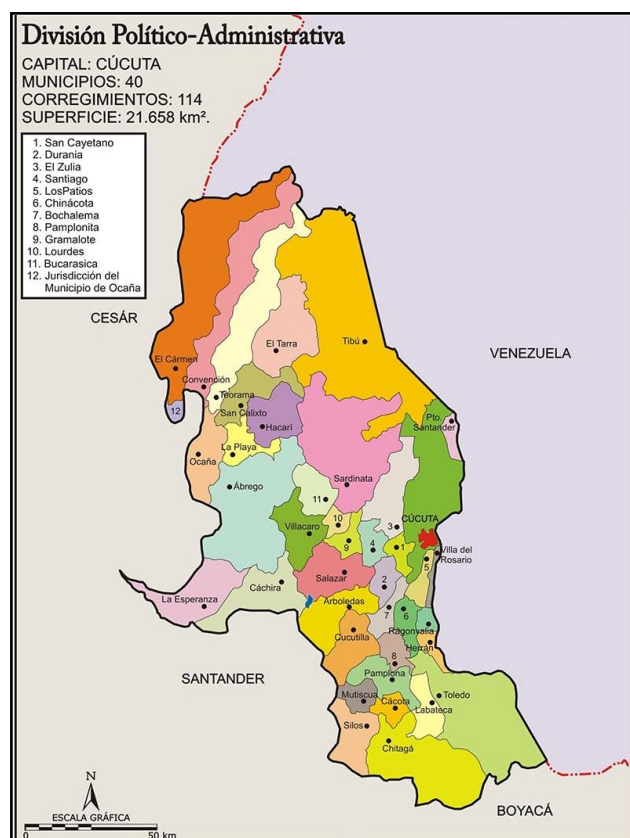 División Político-Administrativa
CAPITAL: CÚCUTA
MUNICIPIOS: 40
CORREGIMIENTOS: 114
SUPERFICIE: 21.658 km².
1. San Cayetano
2. Durania
3. El Zulia
4. Santiago
5. LosPatios
6. Chinácota
7. Bochalema
8. Pamplonita
9. Gramalote
10. Lourdes
11. Bucarasica
12. Jurisdicción del
Municipio de Ocaña
CESÁR
VENEZUELA
El Tarra
Tibú
El Cármen
Convención
Teorama
12
San Calixto
Hacarí
Pto.
Santander
La Playa
Ocaña
Ábrego
Sardinata
11
10
Villacaro
3
CÚCUTA
9
4
1
Villa del
Rosario
5
Salazar
2
Cáchira
La Esperanza
Arboledas
7
6
Cucutilla
Ragonvalia
Herrán
8
SANTANDER
Pamplona
Mutiscua
Cácota
Toledo
Labateca
Silos
Chitagá
N
ESCALA GRÁFICA
0
50 km
BOYACÁ